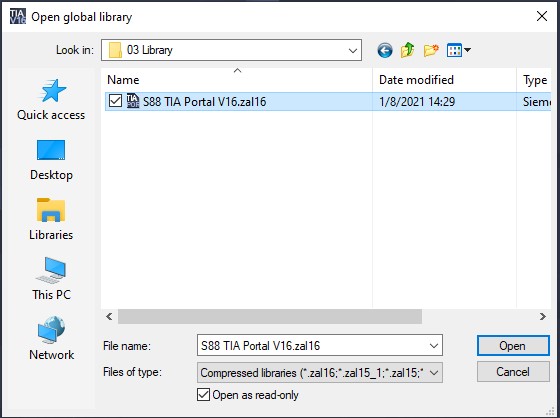 TIA V16 Open global library
Look in: 03 Library
Name Date modified Type
S88 TIA Portal V16.zal16 1/8/2021 14:29 Sieme
Quick access
Desktop
Libraries
This PC
Network
File name: S88 TIA Portal V16.zal16 Open
Files of type: Compressed libraries (*.zal16;*.zal15_1;*.zal15;* Cancel
Open as read-only